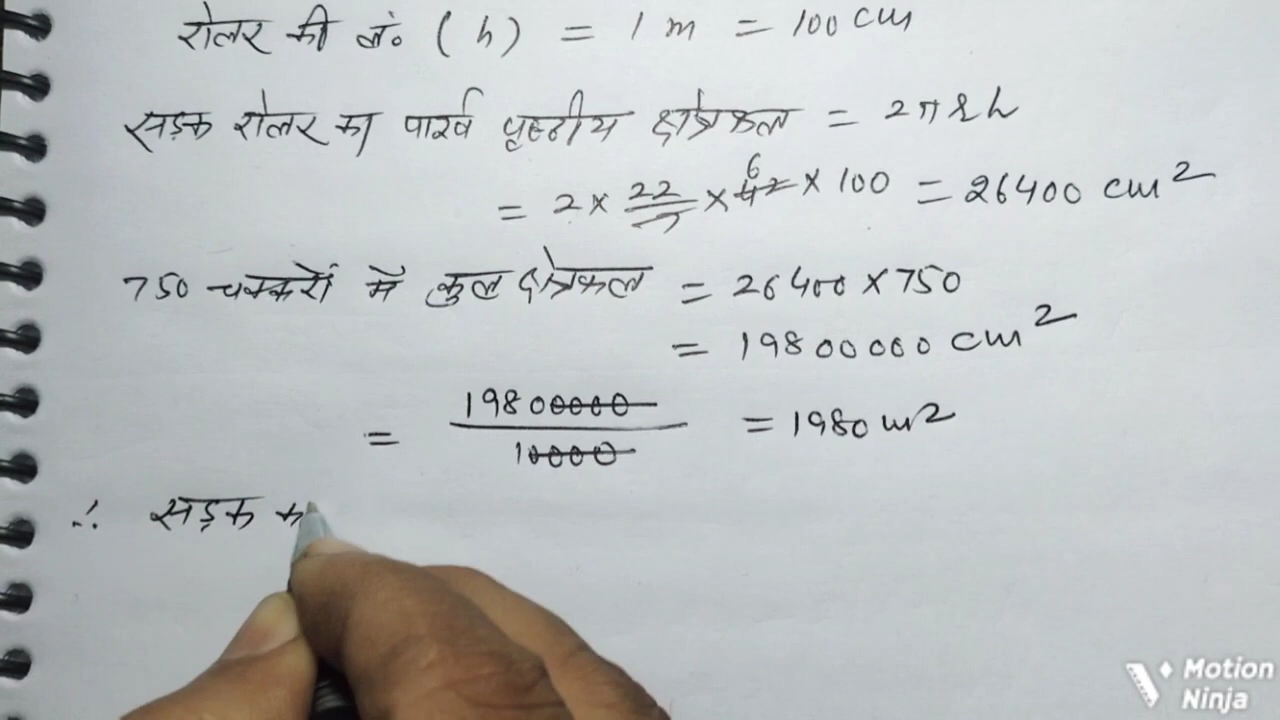 रोलर की लं० (h) = 1 m = 100 cm
सड़क रोलर का पार्श्व पृष्ठीय क्षेत्रफल = 2πrh
= 2 × 22/7 × 42 6 × 100 = 26400 cm²
750 चक्करों में कुल क्षेत्रफल = 26400 × 750
= 19800000 cm²
= 19800000/10000 = 1980 m²
∴ सड़क क
Motion
Ninja